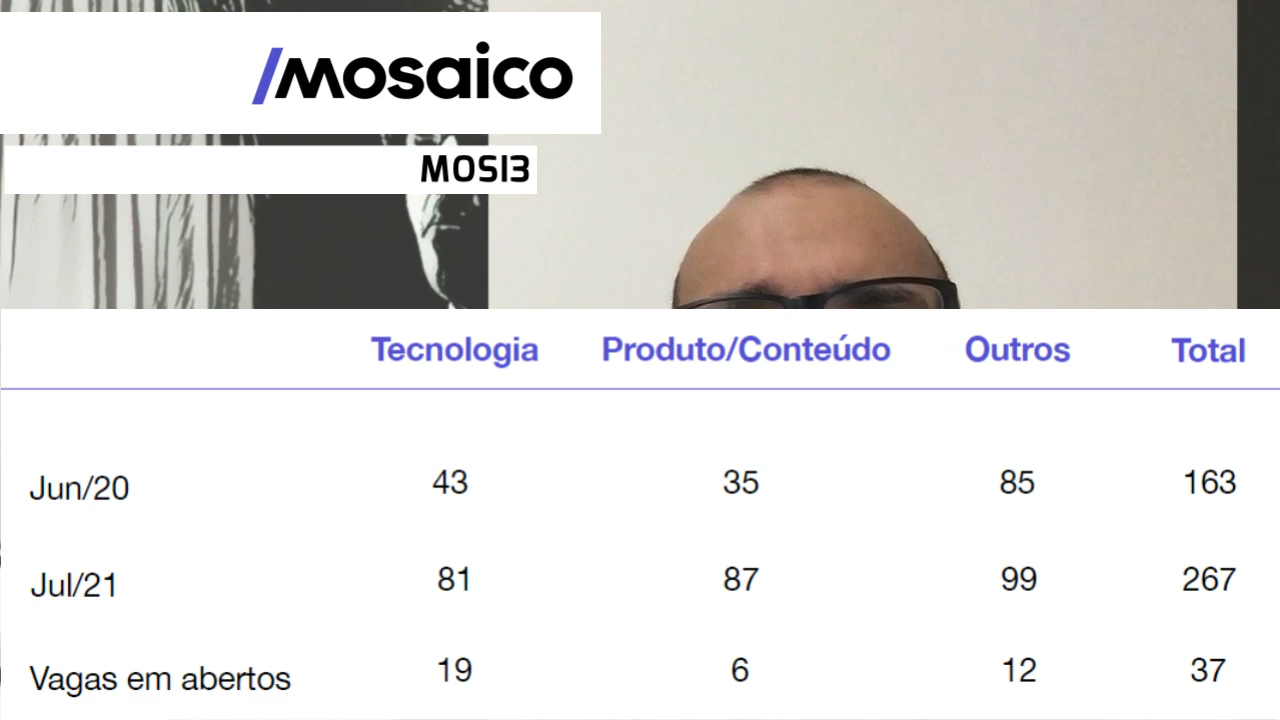 /mosaico
MOSI3
Tecnologia Produto/Conteúdo Outros Total
Jun/20 43 35 85 163
Jul/21 81 87 99 267
Vagas em abertos 19 6 12 37